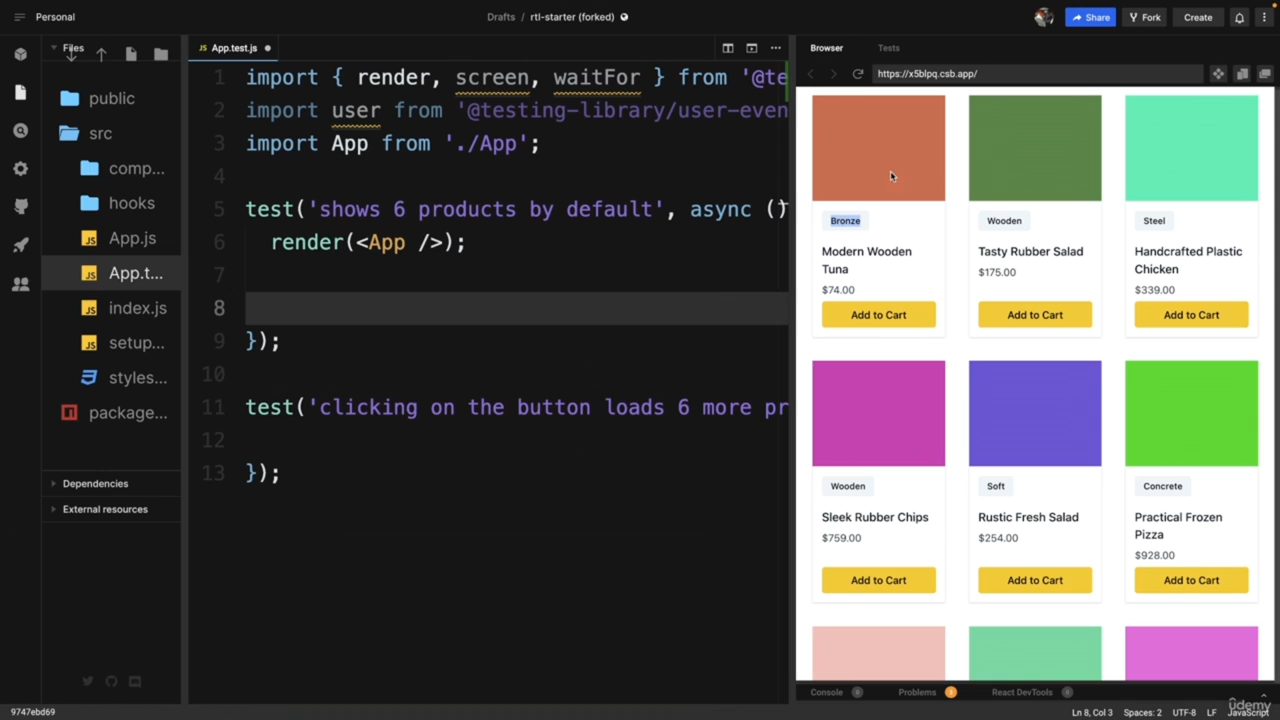 Personal
Drafts / rtl-starter (forked)
Share
Fork
Create
Files
public
src
comp...
hooks
App.js
App.t...
index.js
setup...
styles...
package...
Dependencies
External resources
JS App.test.js
1 import { render, screen, waitFor } from '@te
2 import user from '@testing-library/user-even
3 import App from './App';
4
5 test('shows 6 products by default', async ()
6 render(<App />);
7
8
9 });
10
11 test('clicking on the button loads 6 more pr
12
13 });
Browser
Tests
https://x5blpq.csb.app/
Bronze
Modern Wooden
Tuna
$74.00
Add to Cart
Wooden
Tasty Rubber Salad
$175.00
Add to Cart
Steel
Handcrafted Plastic
Chicken
$339.00
Add to Cart
Wooden
Sleek Rubber Chips
$759.00
Add to Cart
Soft
Rustic Fresh Salad
$254.00
Add to Cart
Concrete
Practical Frozen
Pizza
$928.00
Add to Cart
Console
Problems
React DevTools
9747ebd69
Ln 8, Col 3
Spaces: 2
UTF-8
LF
JavaScript
udemy